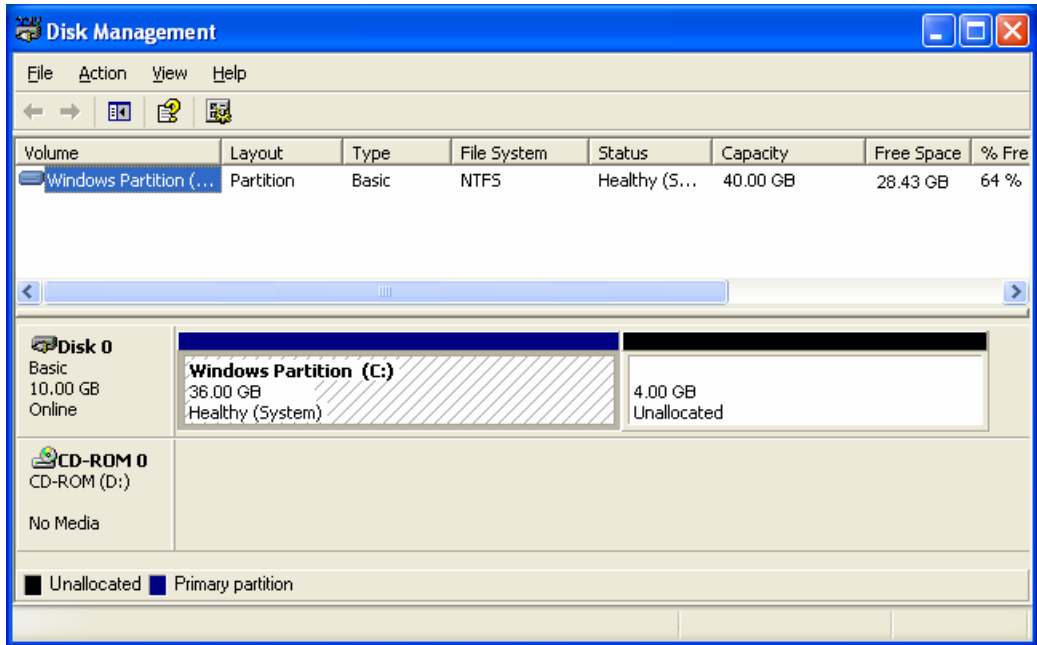 Disk Management
File Action View Help
Volume Layout Type File System Status Capacity Free Space % Fre
Windows Partition (... Partition Basic NTFS Healthy (S... 40.00 GB 28.43 GB 64 %
Disk 0
Basic
10.00 GB
Online
Windows Partition (C:)
36.00 GB
Healthy (System)
4.00 GB
Unallocated
CD-ROM 0
CD-ROM (D:)
No Media
Unallocated Primary partition